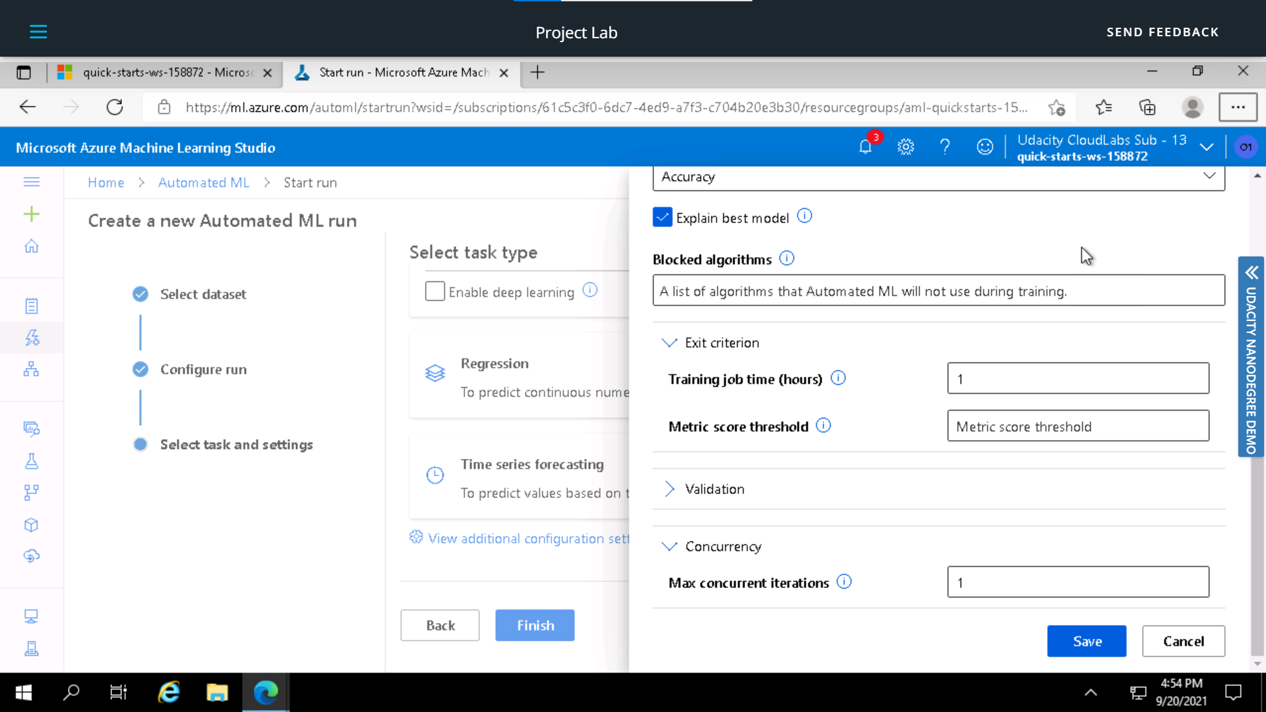 Project Lab
SEND FEEDBACK
quick-starts-ws-158872 - Microso
Start run - Microsoft Azure Mach
https://ml.azure.com/automl/startrun?wsid=/subscriptions/61c5c3f0-6dc7-4ed9-a7f3-c704b20e3b30/resourcegroups/aml-quickstarts-15...
Microsoft Azure Machine Learning Studio
3
Udacity CloudLabs Sub - 13
quick-starts-ws-158872
O1
Home > Automated ML > Start run
Create a new Automated ML run
Select dataset
Configure run
Select task and settings
Select task type
Enable deep learning
Regression
To predict continuous nume
Time series forecasting
To predict values based on t
View additional configuration sett
Back
Finish
Accuracy
Explain best model
Blocked algorithms
A list of algorithms that Automated ML will not use during training.
Exit criterion
Training job time (hours)
1
Metric score threshold
Metric score threshold
Validation
Concurrency
Max concurrent iterations
1
Save
Cancel
UDACITY NANODEGREE DEMO
4:54 PM
9/20/2021